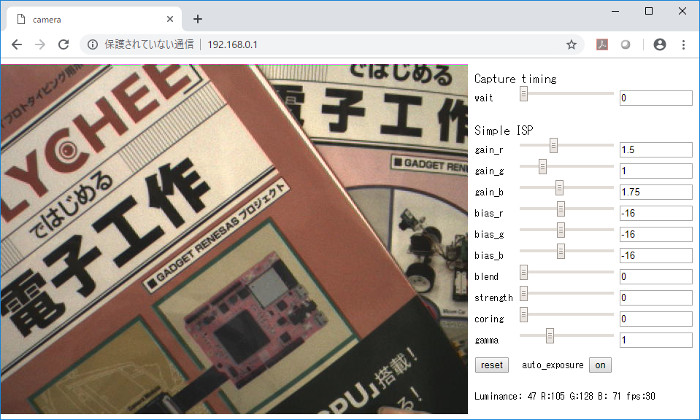 camera
保護されていない通信 | 192.168.0.1
プロトタイピング用
LYCHEE
ではじめる
電子工作
GADGET RENESAS プロジェクト
搭載!
ではじめる
電子工作
GADGET RENES
Capture timing
wait 0
Simple ISP
gain_r 1.5
gain_g 1
gain_b 1.75
bias_r -16
bias_g -16
bias_b -16
blend 0
strength 0
coring 0
gamma 1
reset auto_exposure on
Luminance: 47 R:105 G:128 B: 71 fps:30